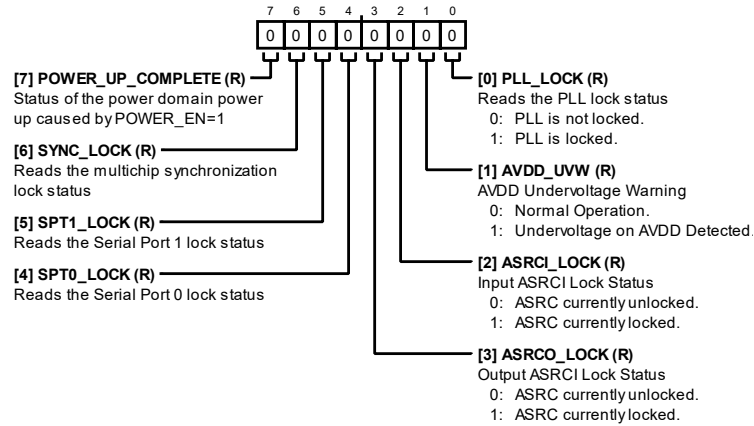 7 6 5 4 3 2 1 0
0 0 0 0 0 0 0 0
[7] POWER_UP_COMPLETE (R)
Status of the power domain power
up caused by POWER_EN=1
[6] SYNC_LOCK (R)
Reads the multichip synchronization
lock status
[5] SPT1_LOCK (R)
Reads the Serial Port 1 lock status
[4] SPT0_LOCK (R)
Reads the Serial Port 0 lock status
[0] PLL_LOCK (R)
Reads the PLL lock status
0: PLL is not locked.
1: PLL is locked.
[1] AVDD_UVW (R)
AVDD Undervoltage Warning
0: Normal Operation.
1: Undervoltage on AVDD Detected.
[2] ASRCI_LOCK (R)
Input ASRCI Lock Status
0: ASRC currently unlocked.
1: ASRC currently locked.
[3] ASRCO_LOCK (R)
Output ASRCI Lock Status
0: ASRC currently unlocked.
1: ASRC currently locked.